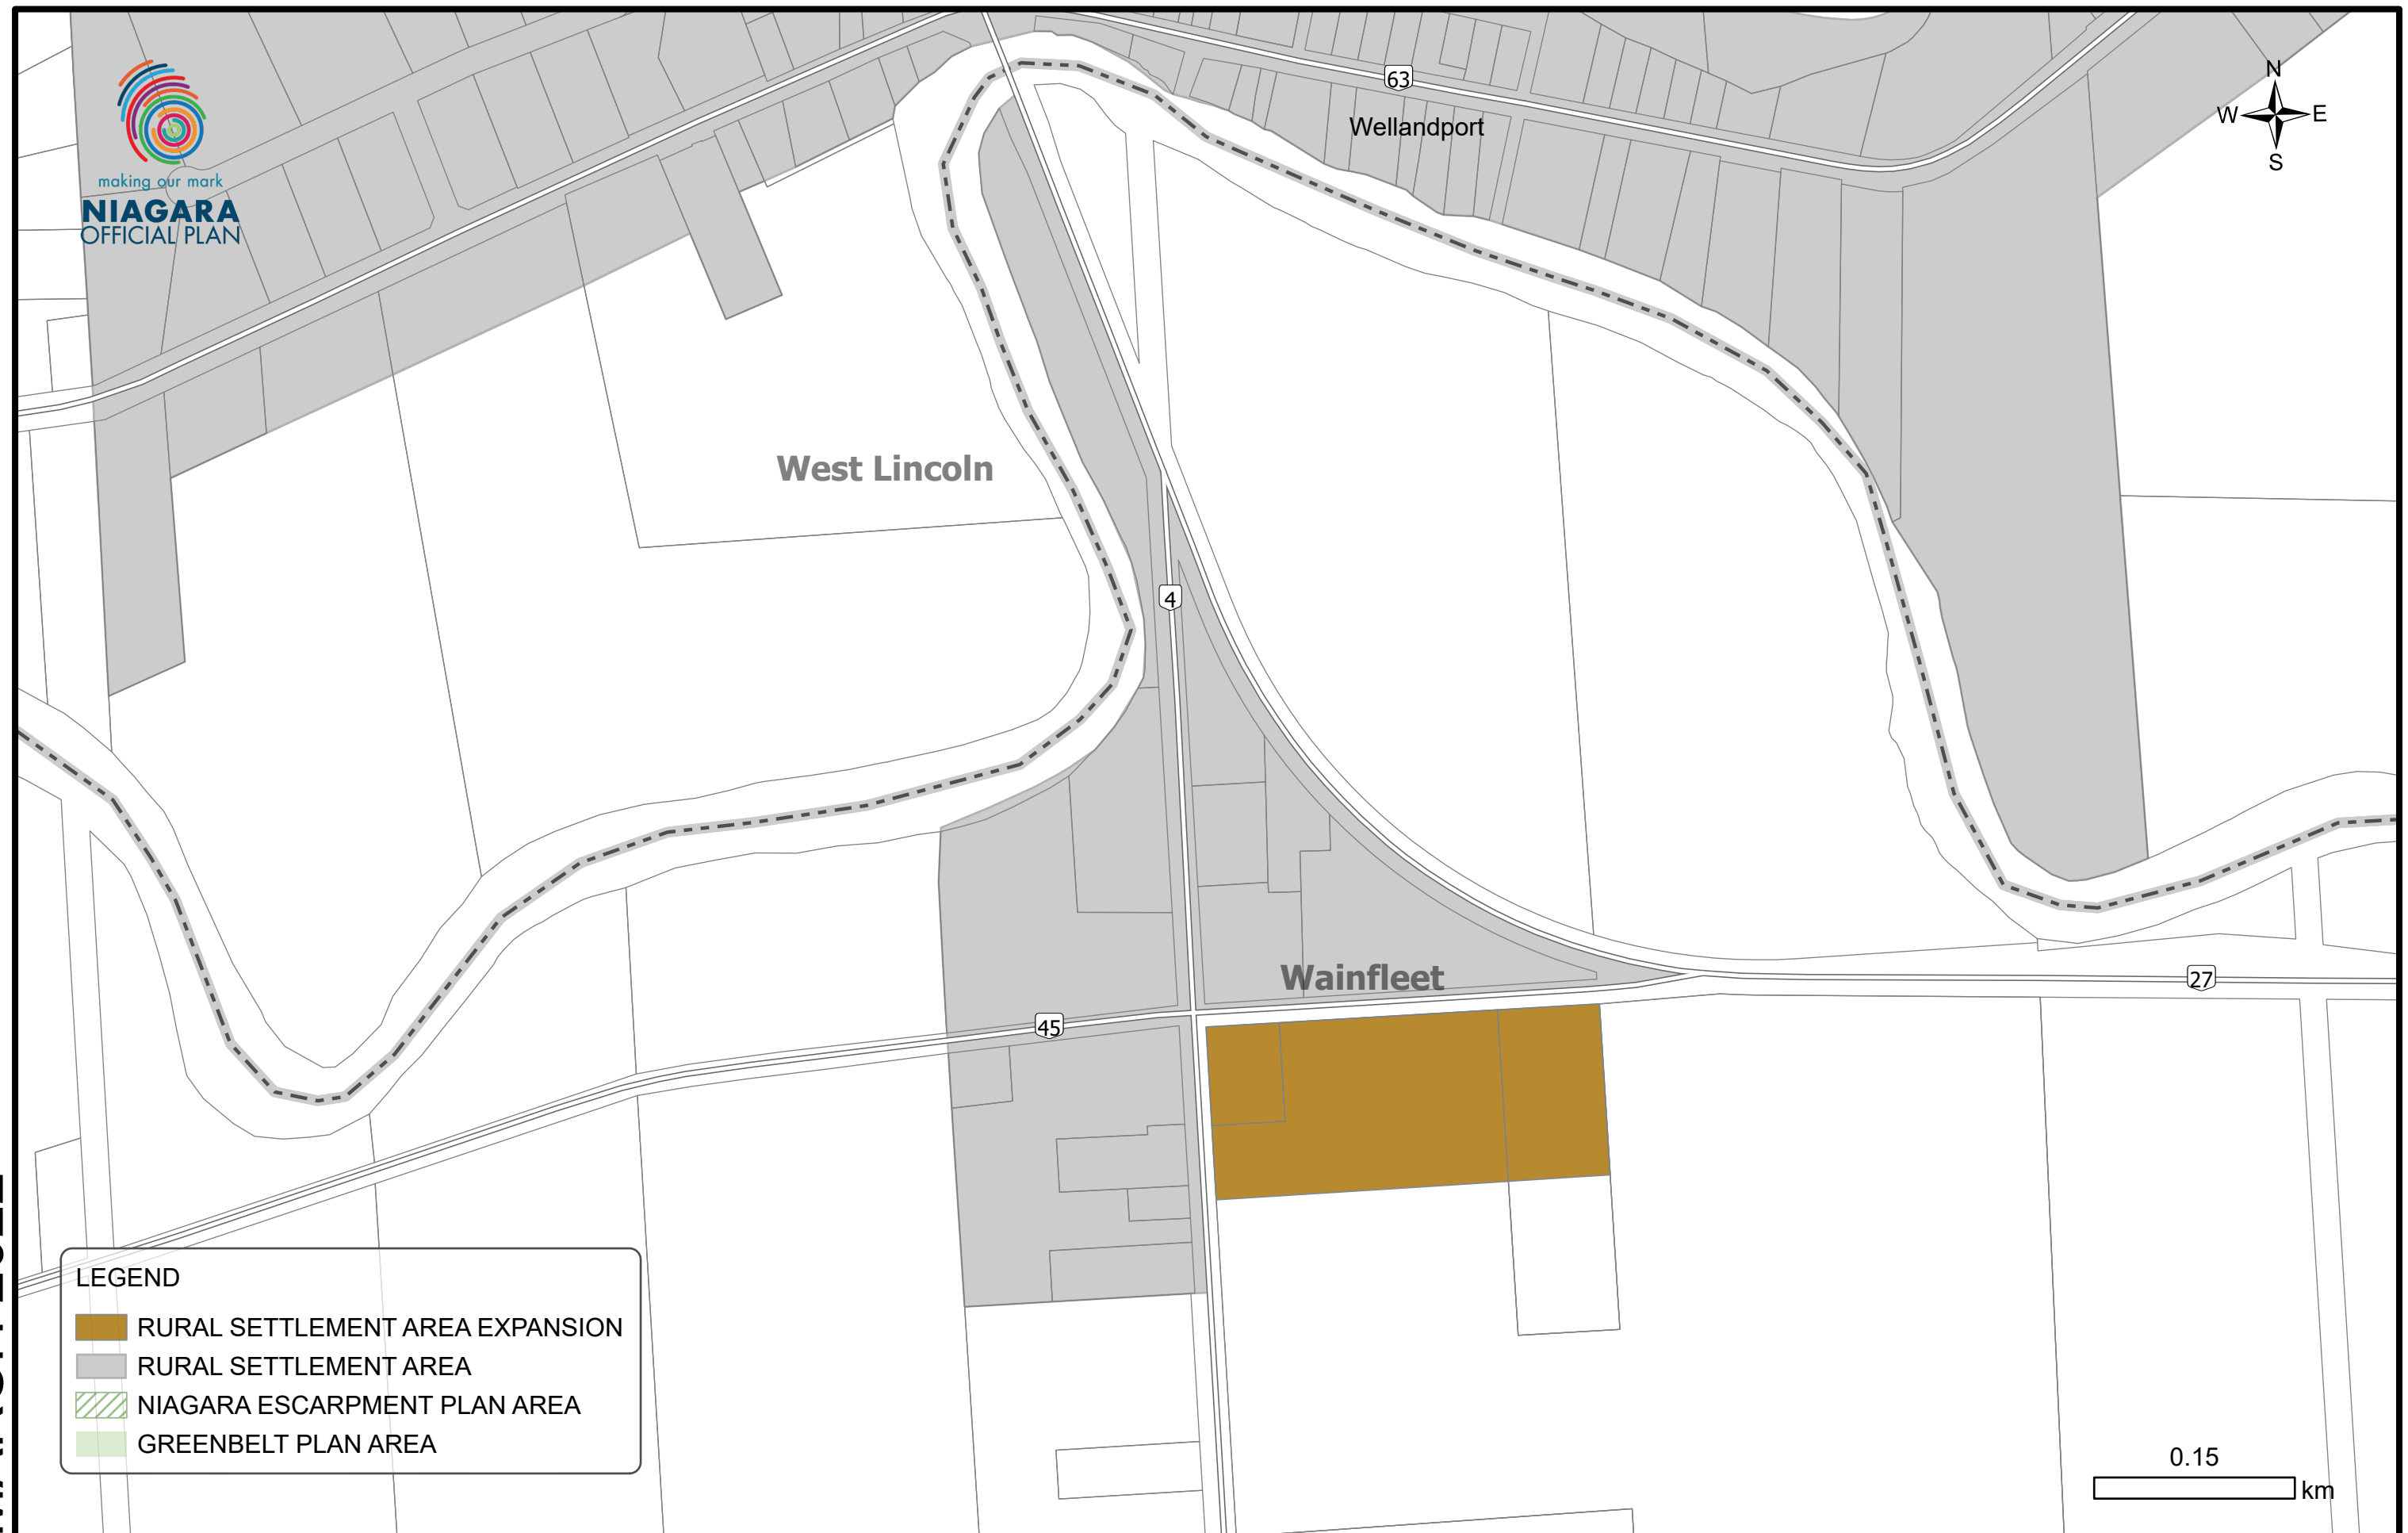 making our mark
NIAGARA
OFFICIAL PLAN
63
Wellandport
N
W E
S
West Lincoln
4
Wainfleet
27
45
LEGEND
RURAL SETTLEMENT AREA EXPANSION
RURAL SETTLEMENT AREA
NIAGARA ESCARPMENT PLAN AREA
GREENBELT PLAN AREA
0.15
km